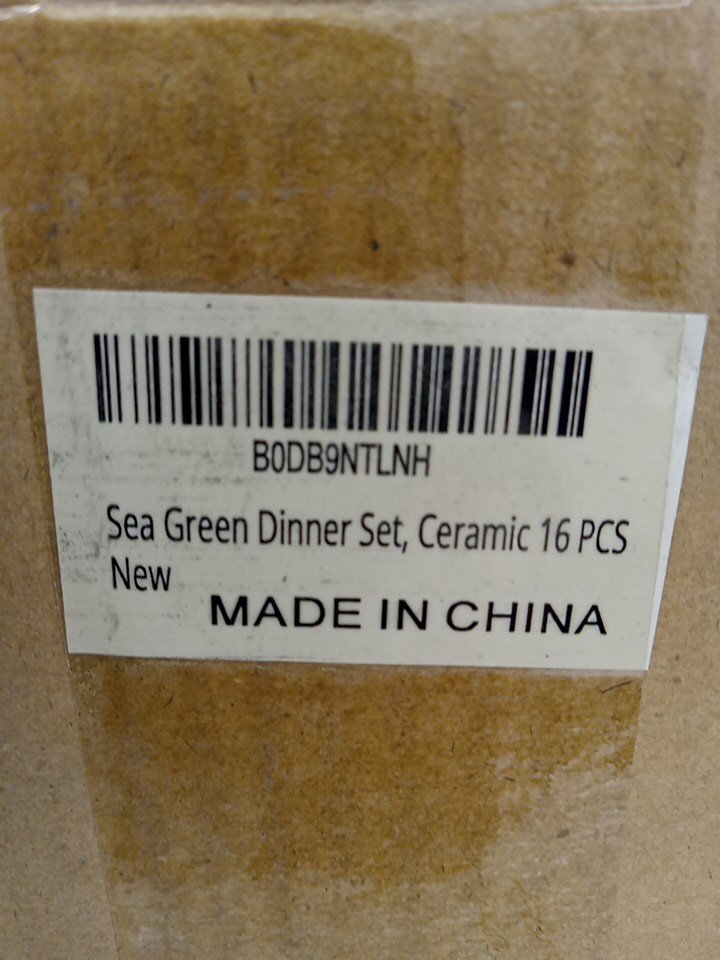 B0DB9NTLNH
Sea Green Dinner Set, Ceramic 16 PCS
New
MADE IN CHINA